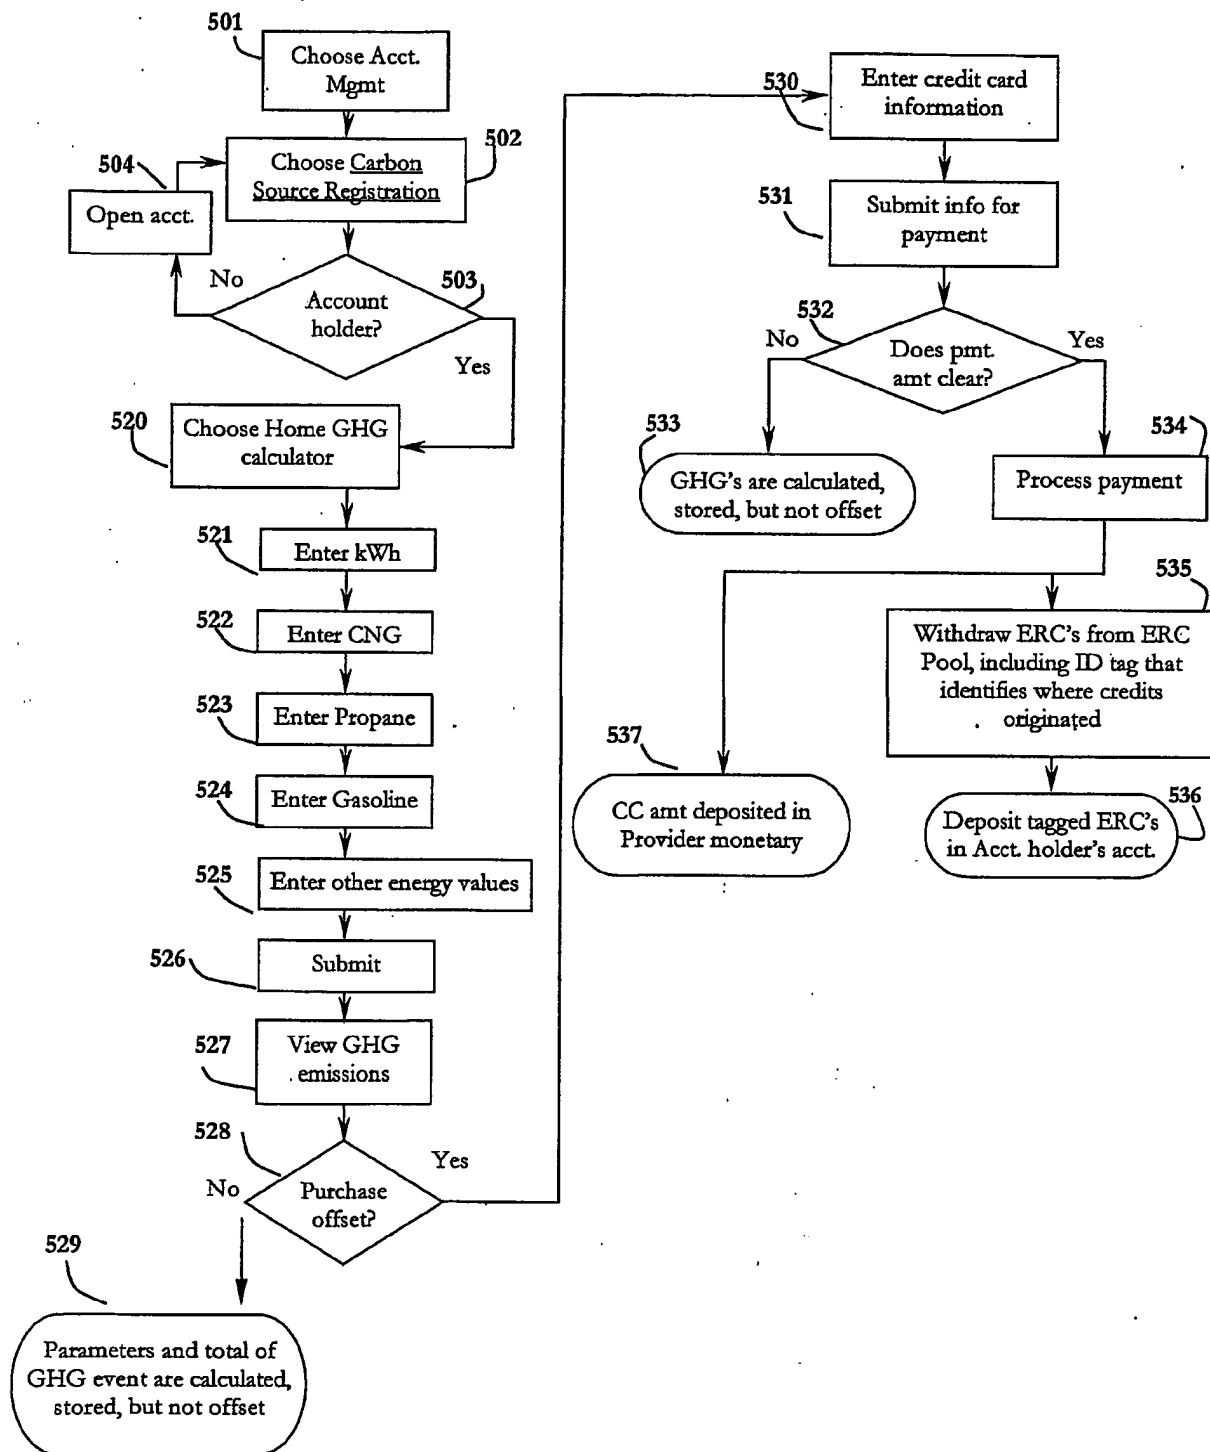 501
Choose Acct.
Mgmt
502
Choose Carbon
Source Registration
504
Open acct.
No
503
Account
holder?
Yes
520
Choose Home GHG
calculator
521
Enter kWh
522
Enter CNG
523
Enter Propane
524
Enter Gasoline
525
Enter other energy values
526
Submit
527
View GHG
emissions
528
Yes
No
Purchase
offset?
529
Parameters and total of
GHG event are calculated,
stored, but not offset
530
Enter credit card
information
531
Submit info for
payment
532
No
Yes
Does pmt.
amt clear?
533
GHG's are calculated,
stored, but not offset
534
Process payment
535
Withdraw ERC's from ERC
Pool, including ID tag that
identifies where credits
originated
537
CC amt deposited in
Provider monetary
536
Deposit tagged ERC's
in Acct. holder's acct.